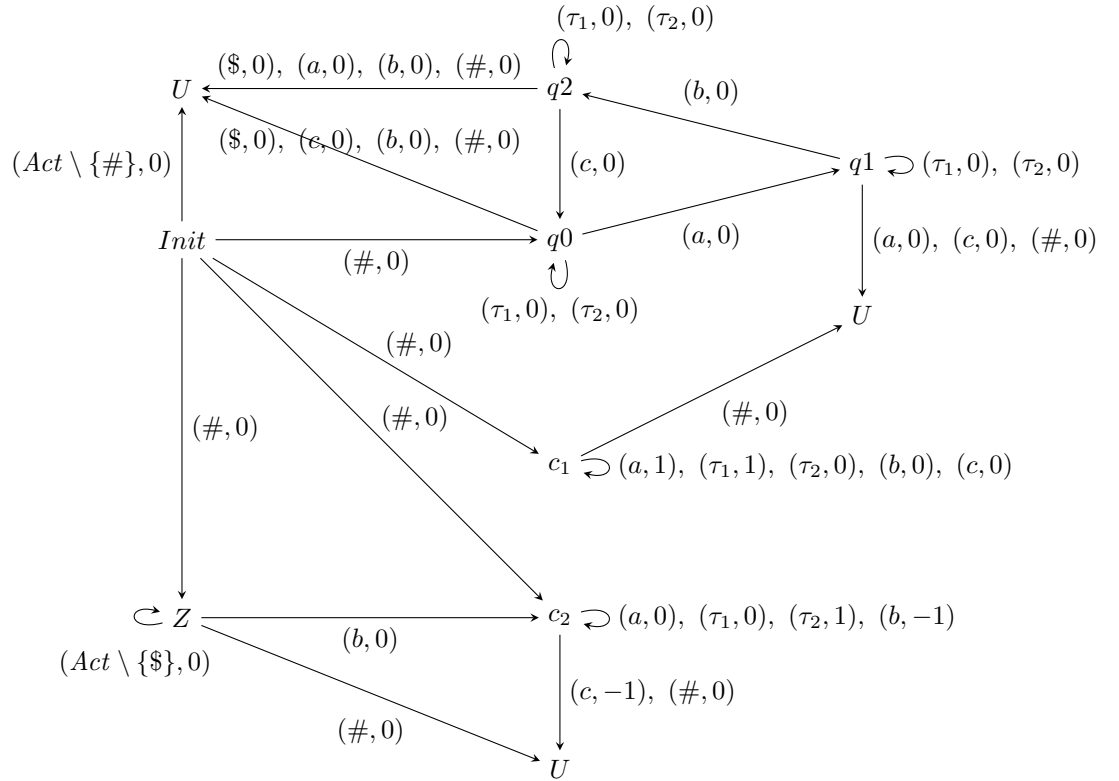 (τ₁, 0), (τ₂, 0)
($, 0), (a, 0), (b, 0), (#, 0)
U
q2
(b, 0)
($, 0), (c, 0), (b, 0), (#, 0)
(Act \ {#}, 0)
(c, 0)
q1
(τ₁, 0), (τ₂, 0)
Init
(#, 0)
q0
(a, 0)
(a, 0), (c, 0), (#, 0)
(τ₁, 0), (τ₂, 0)
U
(#, 0)
(#, 0)
(#, 0)
(#, 0)
c₁
(a, 1), (τ₁, 1), (τ₂, 0), (b, 0), (c, 0)
Z
(b, 0)
c₂
(a, 0), (τ₁, 0), (τ₂, 1), (b, −1)
(Act \ {$}, 0)
(#, 0)
(c, −1), (#, 0)
U